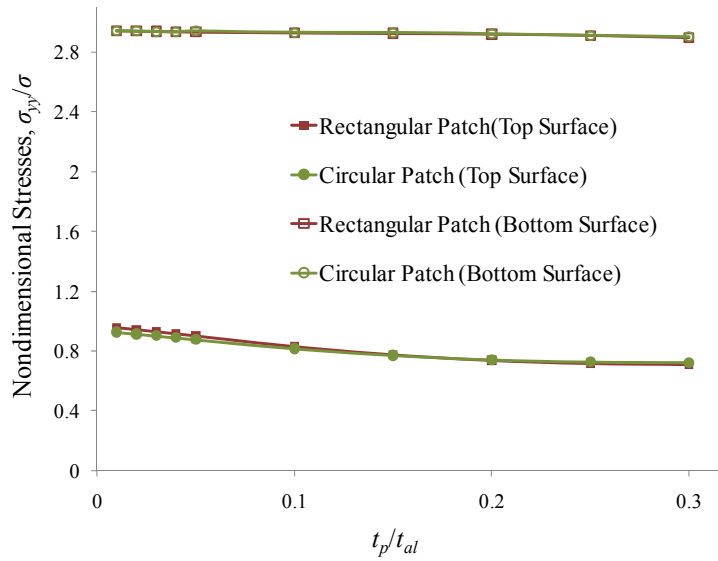 2.8
2.4
2
1.6
1.2
0.8
0.4
0
Nondimensional Stresses, σyy/σ
Rectangular Patch(Top Surface)
Circular Patch (Top Surface)
Rectangular Patch (Bottom Surface)
Circular Patch (Bottom Surface)
0 0.1 0.2 0.3
tp/tal